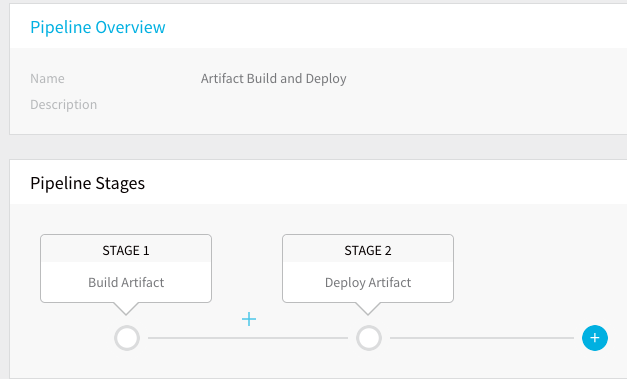 Pipeline Overview
Name Artifact Build and Deploy
Description
Pipeline Stages
STAGE 1 STAGE 2
Build Artifact Deploy Artifact